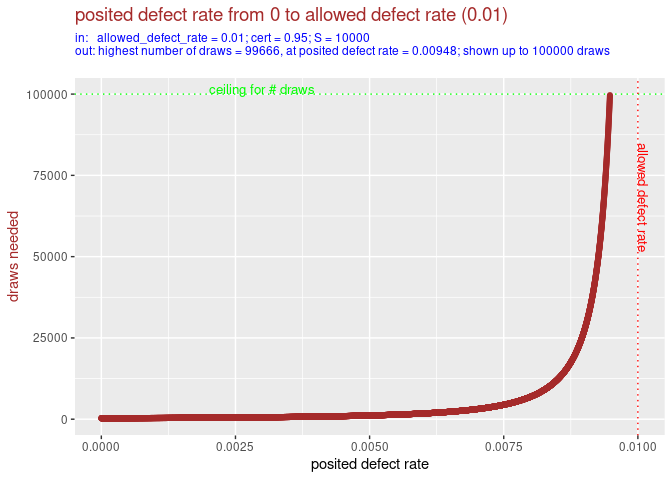 posited defect rate from 0 to allowed defect rate (0.01)
in: allowed_defect_rate = 0.01; cert = 0.95; S = 10000
out: highest number of draws = 99666, at posited defect rate = 0.00948; shown up to 100000 draws
ceiling for # draws
allowed defect rate
draws needed
100000
75000
50000
25000
0
0.0000
0.0025
0.0050
0.0075
0.0100
posited defect rate